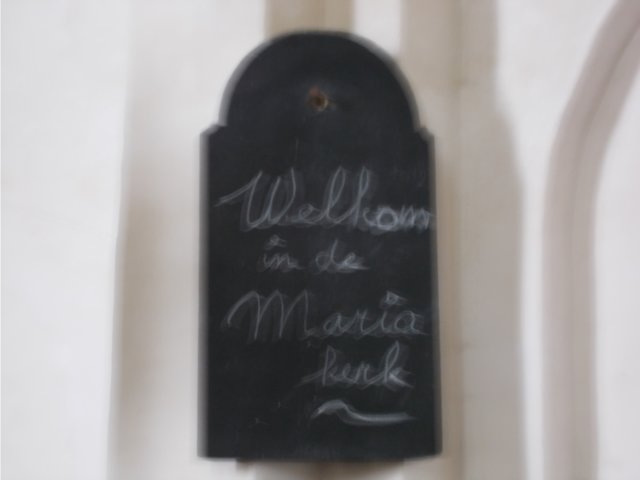 Welkom
in de
Maria
kerk